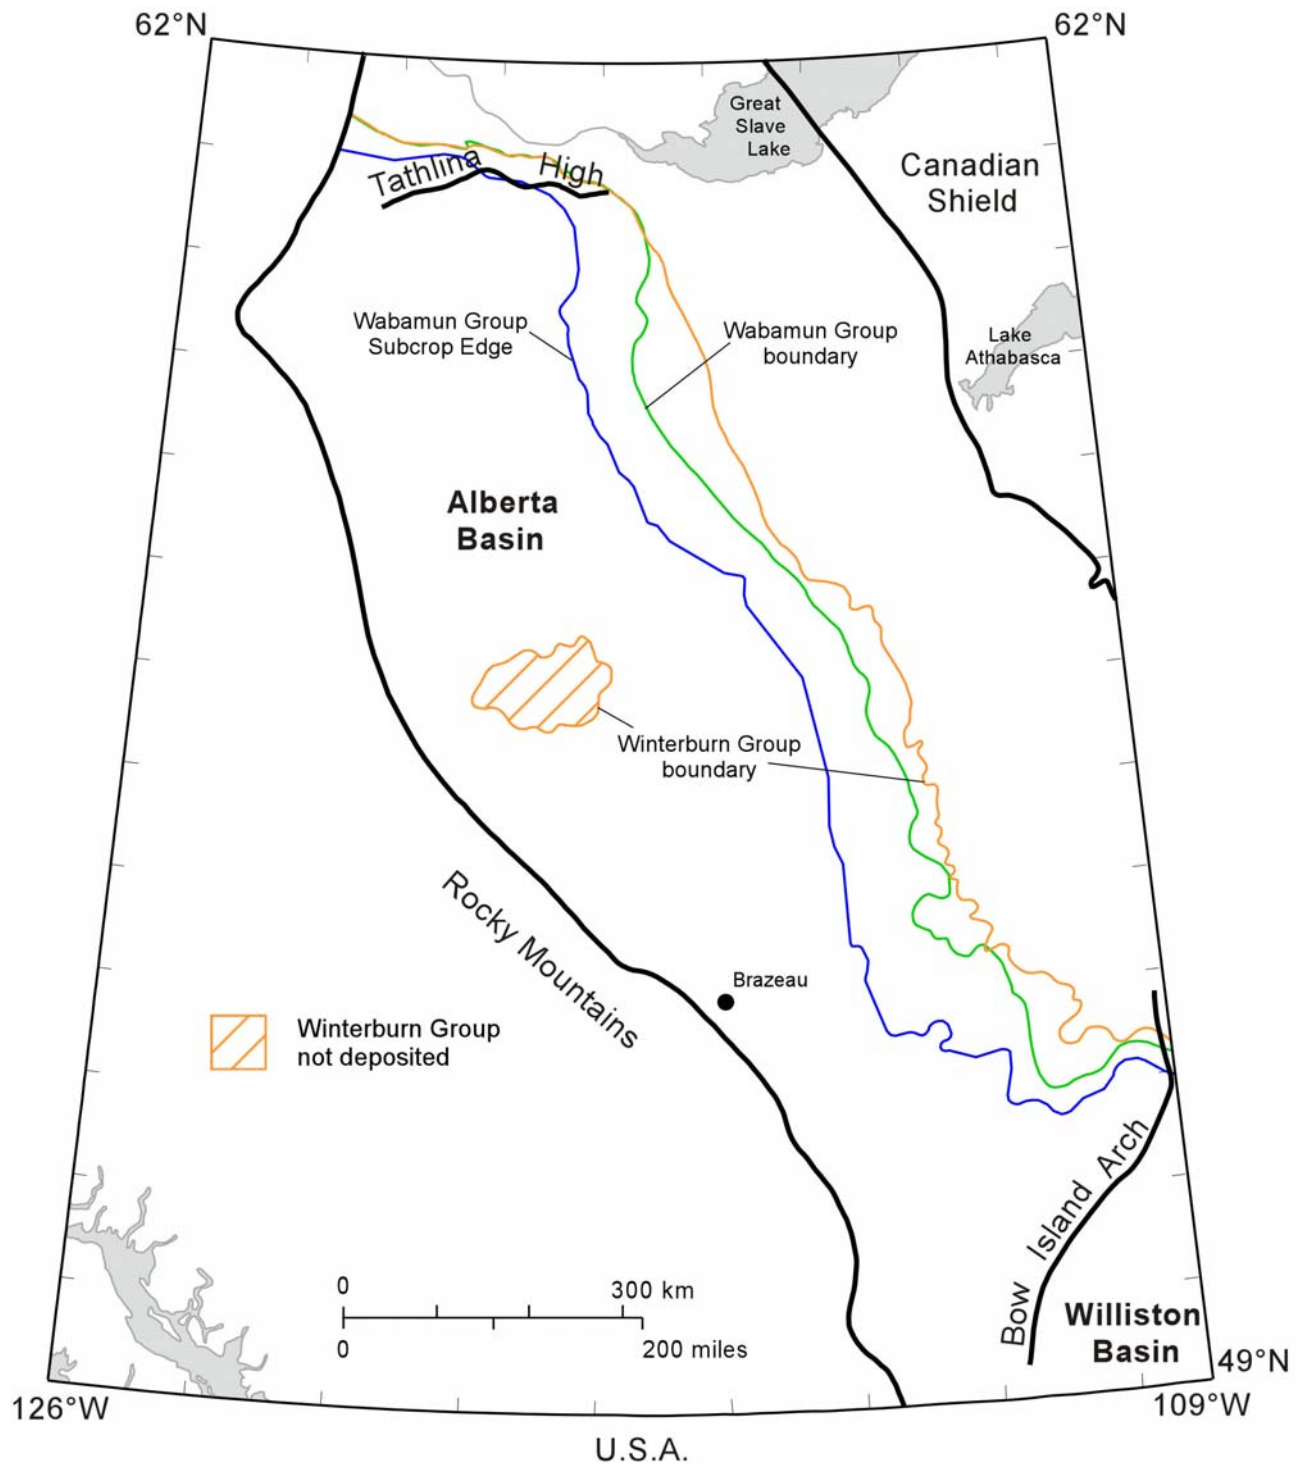 62°N
62°N
Great
Slave
Lake
Canadian
Shield
Tathlina High
Lake
Athabasca
Wabamun Group
Subcrop Edge
Wabamun Group
boundary
Alberta
Basin
Winterburn Group
boundary
Rocky Mountains
Brazeau
Winterburn Group
not deposited
Bow Island Arch
0 300 km
0 200 miles
Williston
Basin
49°N
126°W
109°W
U.S.A.